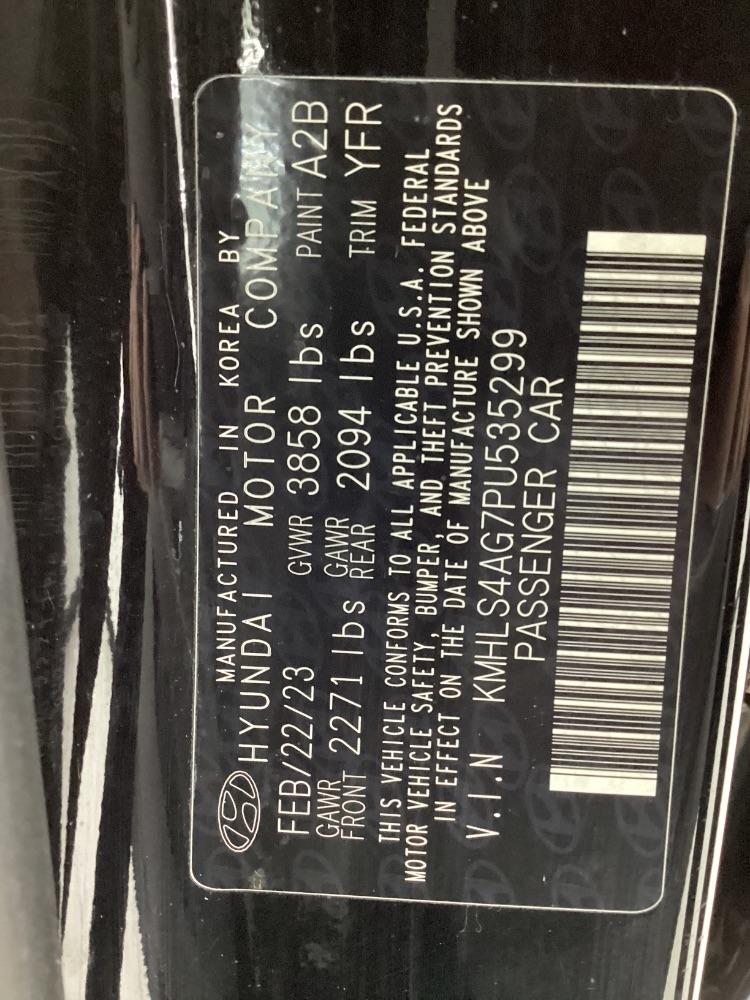 MANUFACTURED IN KOREA BY
HYUNDAI MOTOR COMPANY
FEB/22/23 GVWR 3858 lbs PAINT A2B
GAWR FRONT 2271 lbs GAWR REAR 2094 lbs TRIM YFR
THIS VEHICLE CONFORMS TO ALL APPLICABLE U.S.A. FEDERAL
MOTOR VEHICLE SAFETY, BUMPER, AND THEFT PREVENTION STANDARDS
IN EFFECT ON THE DATE OF MANUFACTURE SHOWN ABOVE
V.I.N KMHLS4AG7PU535299
PASSENGER CAR